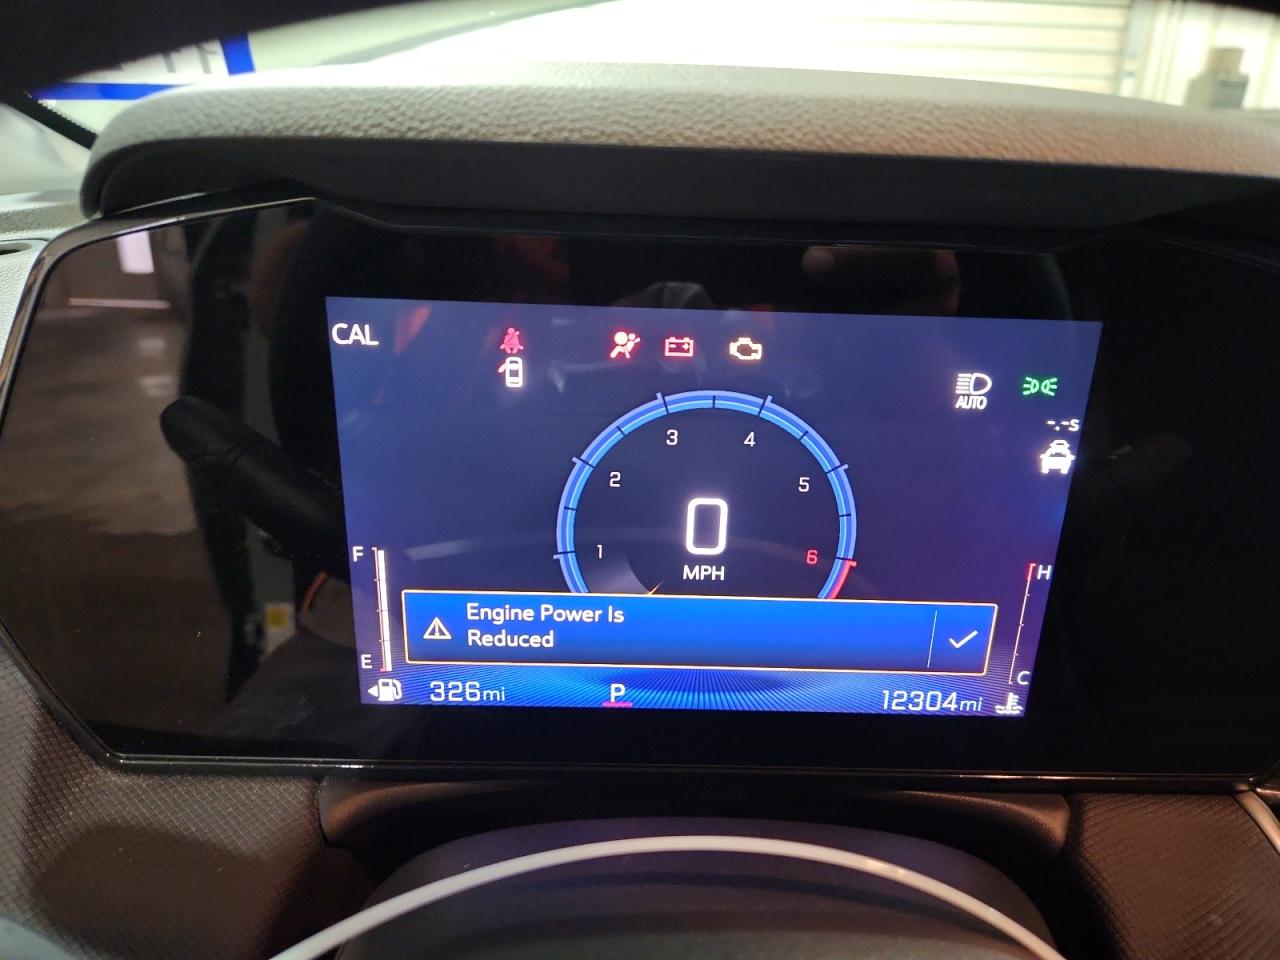 CAL
AUTO
-.-s
3
4
2
5
1
6
0
MPH
F
H
Engine Power Is
Reduced
E
C
326mi
P
12304mi